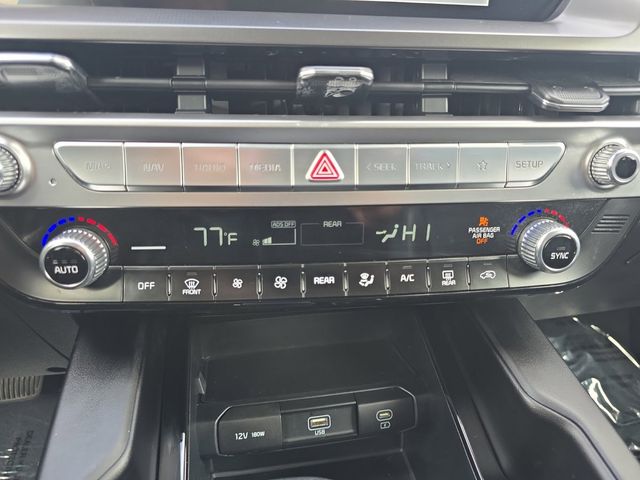 MAP NAV RADIO MEDIA < SEEK TRACK > SETUP
77°F ADS OFF REAR HI
PASSENGER
AIR BAG
OFF
AUTO SYNC
OFF FRONT REAR A/C REAR
12V 180W USB